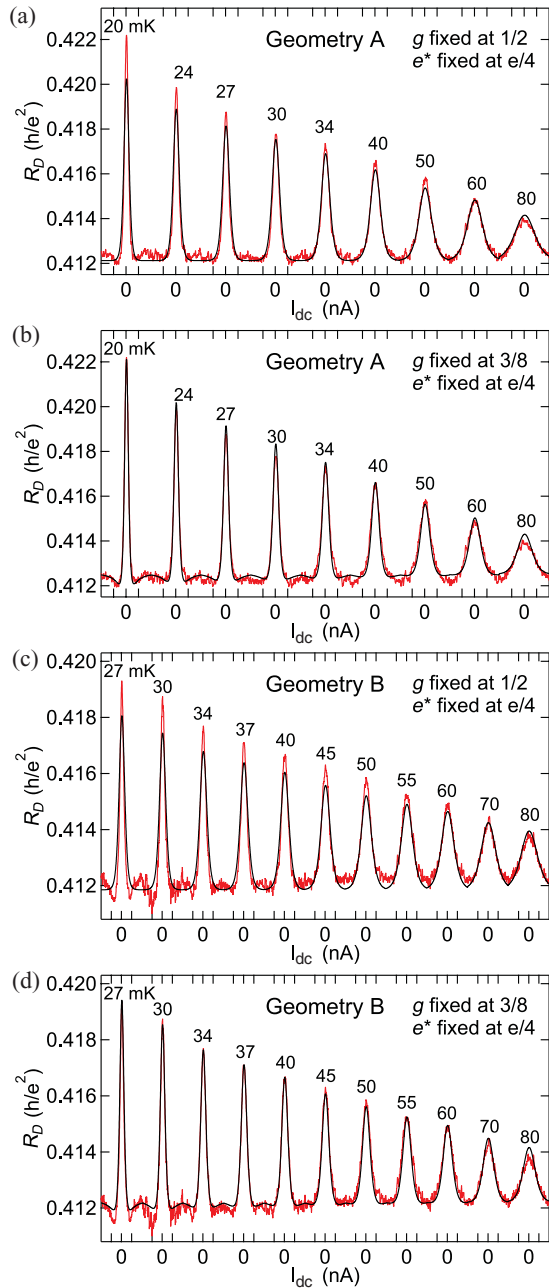 (a)
20 mK
Geometry A
g fixed at 1/2
e* fixed at e/4
24
27
30
34
40
50
60
80
0.422
0.420
0.418
0.416
0.414
0.412
R_D (h/e²)
0 0 0 0 0 0 0 0 0
I_dc (nA)
(b)
20 mK
Geometry A
g fixed at 3/8
e* fixed at e/4
24
27
30
34
40
50
60
80
0.422
0.420
0.418
0.416
0.414
0.412
R_D (h/e²)
0 0 0 0 0 0 0 0 0
I_dc (nA)
(c)
27 mK
Geometry B
g fixed at 1/2
e* fixed at e/4
30
34
37
40
45
50
55
60
70
80
0.420
0.418
0.416
0.414
0.412
R_D (h/e²)
0 0 0 0 0 0 0 0 0 0 0
I_dc (nA)
(d)
27 mK
Geometry B
g fixed at 3/8
e* fixed at e/4
30
34
37
40
45
50
55
60
70
80
0.420
0.418
0.416
0.414
0.412
R_D (h/e²)
0 0 0 0 0 0 0 0 0 0 0
I_dc (nA)